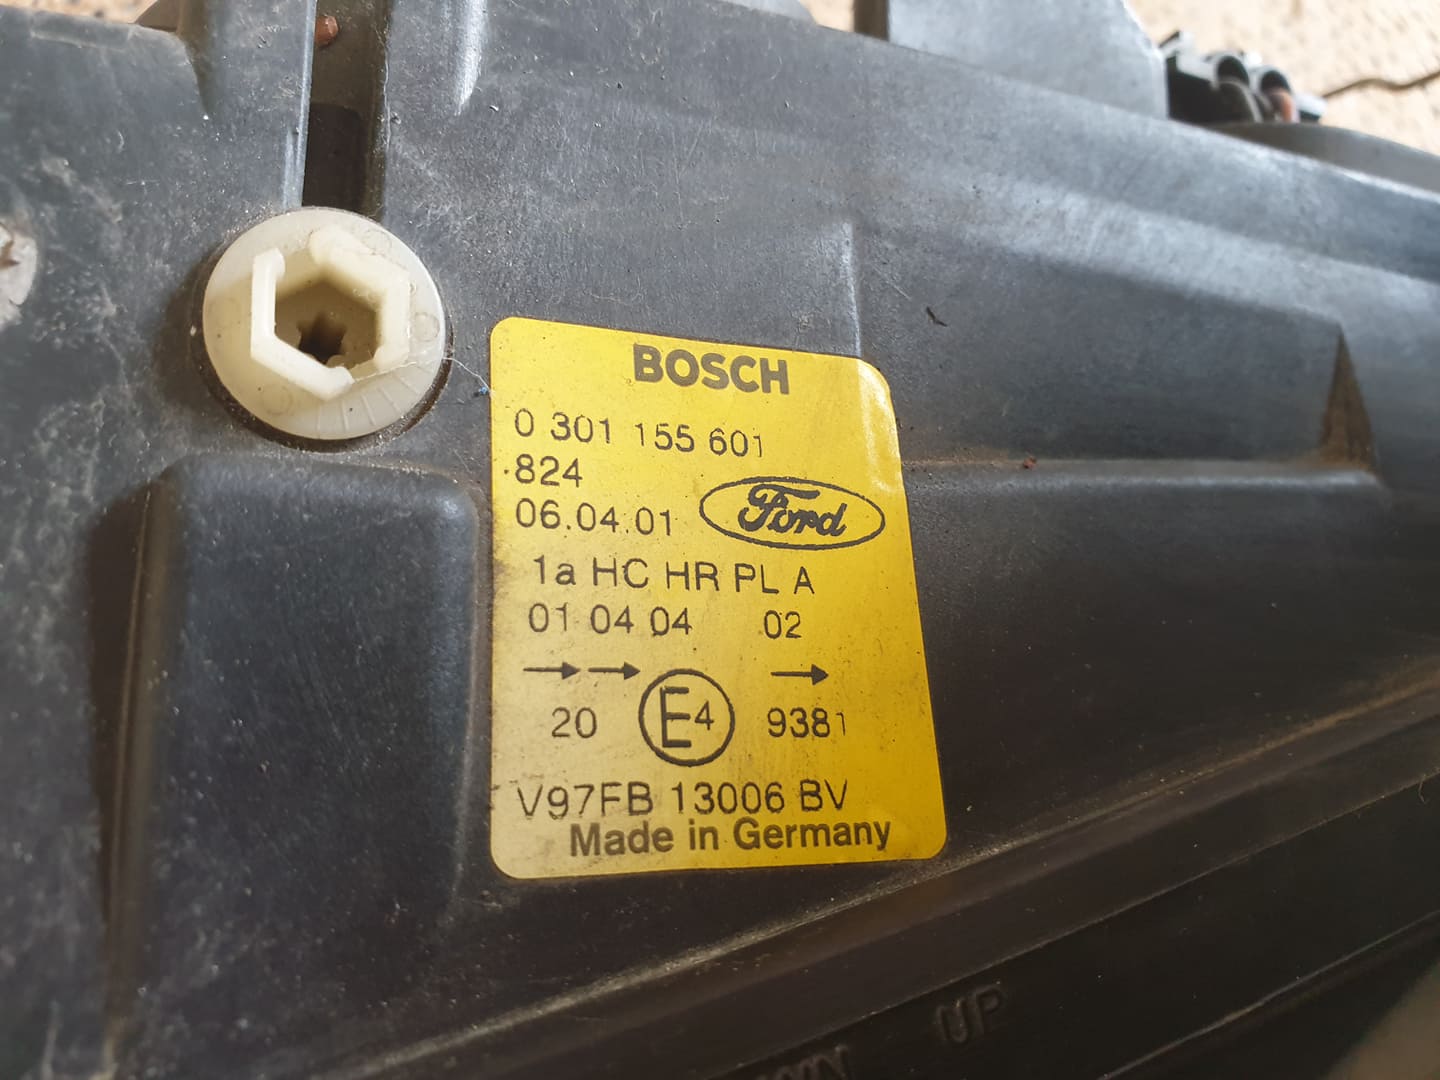 BOSCH
0 301 155 601
824
06.04.01
Ford
1a HC HR PL A
01 04 04 02
→→ →
20 E4 9381
V97FB 13006 BV
Made in Germany
UP